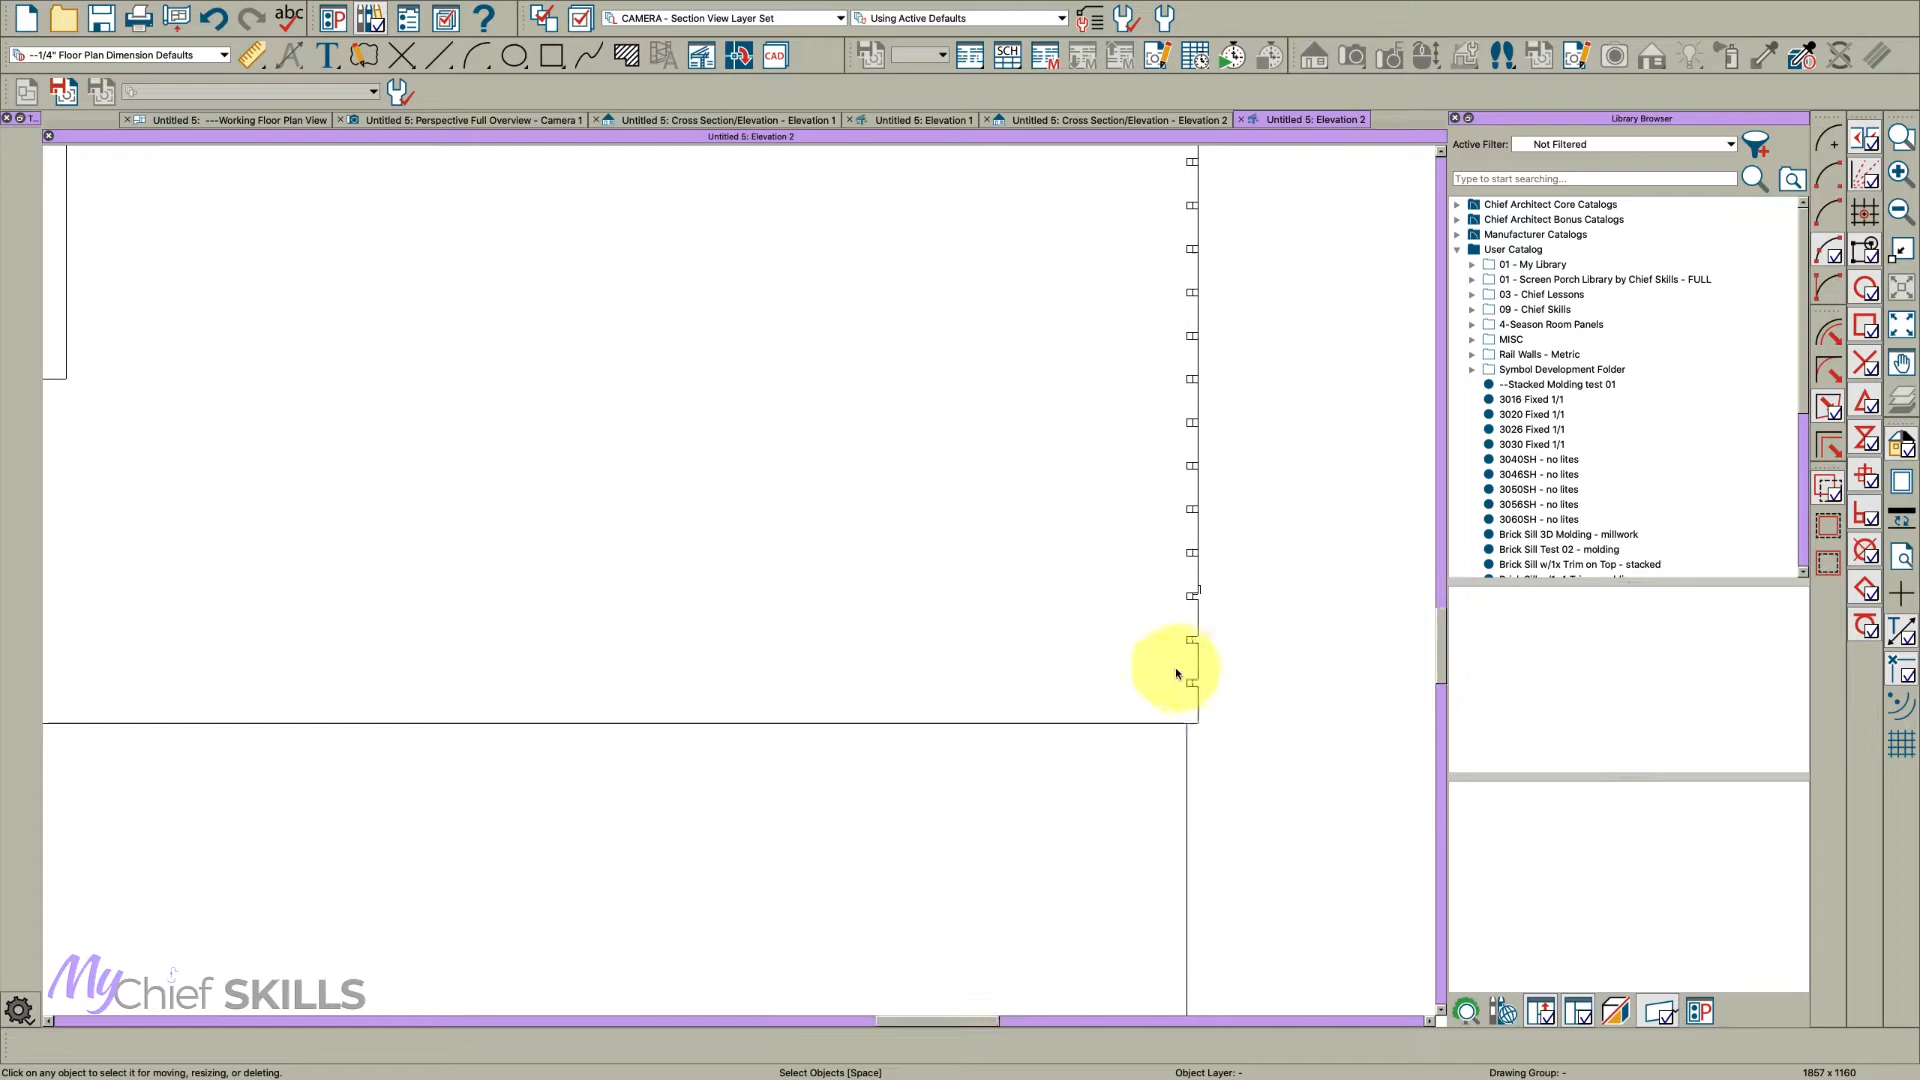 abc
CAMERA - Section View Layer Set
Using Active Defaults
--1/4" Floor Plan Dimension Defaults
T
CAD
SCH
M
M
T...
Untitled 5: ---Working Floor Plan View
Untitled 5: Perspective Full Overview - Camera 1
Untitled 5: Cross Section/Elevation - Elevation 1
Untitled 5: Elevation 1
Untitled 5: Cross Section/Elevation - Elevation 2
Untitled 5: Elevation 2
Untitled 5: Elevation 2
Library Browser
Active Filter:
Not Filtered
Type to start searching...
Chief Architect Core Catalogs
Chief Architect Bonus Catalogs
Manufacturer Catalogs
User Catalog
01 - My Library
01 - Screen Porch Library by Chief Skills - FULL
03 - Chief Lessons
09 - Chief Skills
4-Season Room Panels
MISC
Rail Walls - Metric
Symbol Development Folder
--Stacked Molding test 01
3016 Fixed 1/1
3020 Fixed 1/1
3026 Fixed 1/1
3030 Fixed 1/1
3040SH - no lites
3046SH - no lites
3050SH - no lites
3056SH - no lites
3060SH - no lites
Brick Sill 3D Molding - millwork
Brick Sill Test 02 - molding
Brick Sill w/1x Trim on Top - stacked
My Chief SKILLS
Click on any object to select it for moving, resizing, or deleting.
Select Objects [Space]
Object Layer: -
Drawing Group: -
1857 x 1160